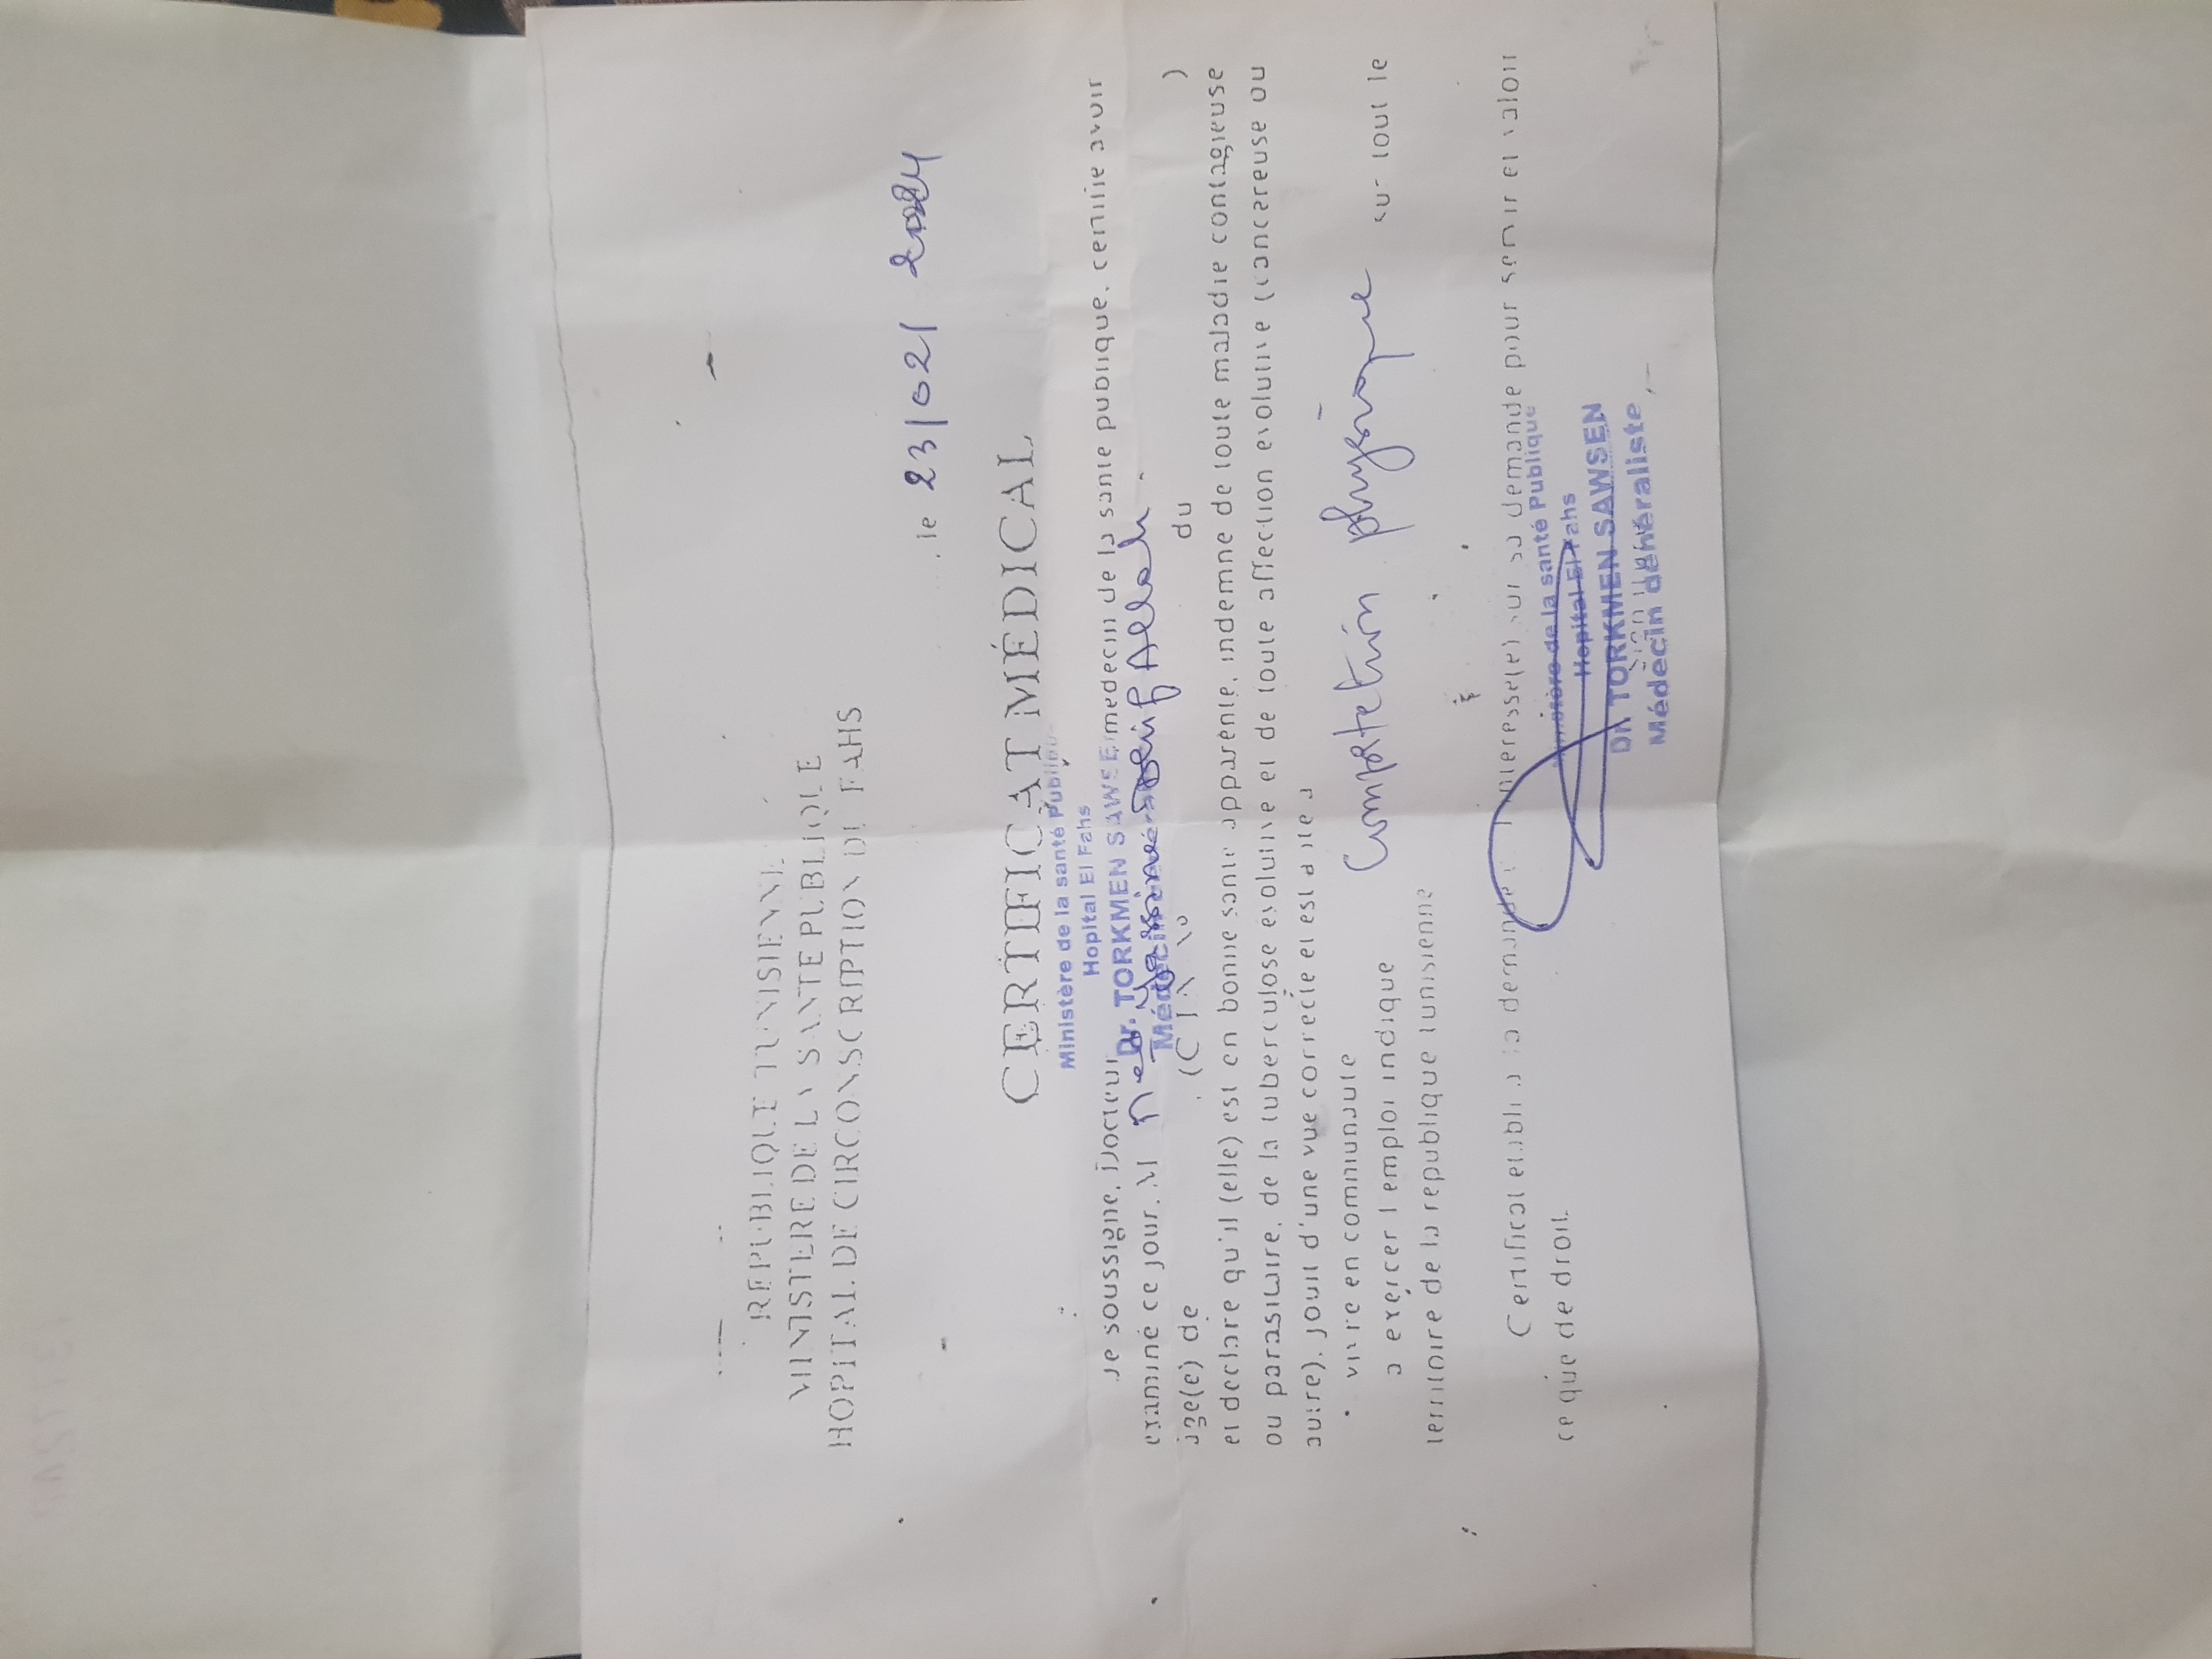 REPUBLIQUE TUNISIENNE
MINISTERE DE LA SANTE PUBLIQUE
HOPITAL DE CIRCONSCRIPTION DE FAHS
le 23/02/2024
CERTIFICAT MÉDICAL
Ministère de la santé Publique
Hopital El Fahs
Je soussigné, Docteur Dr. TORKMEN SAWSEN médecin de la santé publique, certifie avoir
Médecin
examiné ce jour, M Seif Allah
âgé(e) de (C I N N° du )
et déclare qu'il (elle) est en bonne santé apparente, indemne de toute maladie contagieuse
ou parasitaire, de la tuberculose évolutive et de toute affection évolutive (cancereuse ou
autre), jouit d'une vue correcte et est apte à
• vivre en communauté
à exercer l'emploi indiqué Compétition physique sur tout le
territoire de la republique tunisienne
Certificat établi à la demande de l'intéressé(e) sur sa demande pour servir et valoir
ce que de droit.
Ministère de la santé Publique
Hopital El Fahs
Dr. TORKMEN SAWSEN
Médecin généraliste